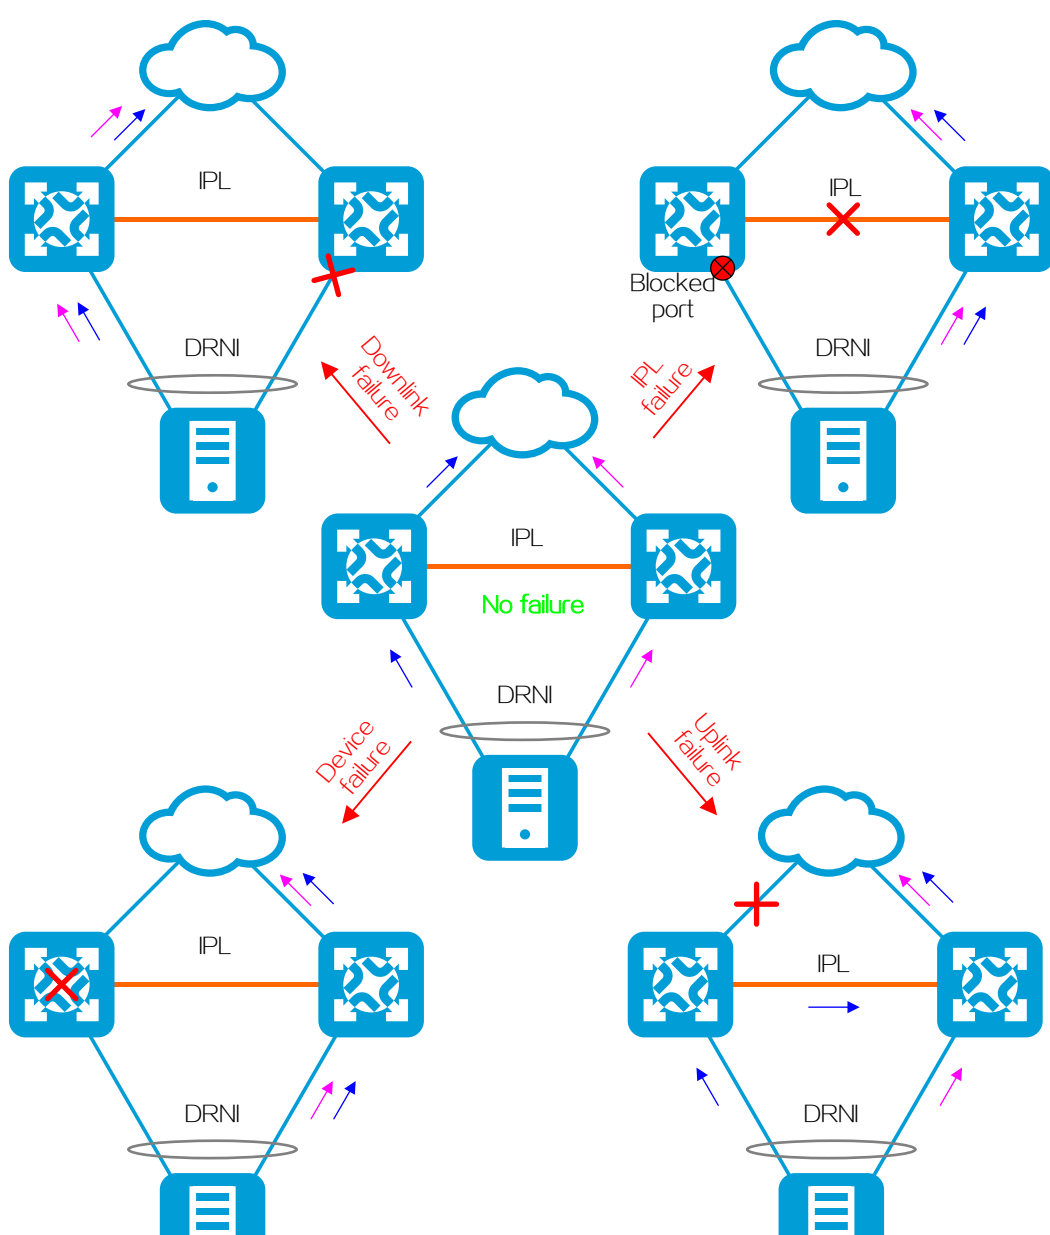 IPL
IPL
Blocked
port
DRNI
DRNI
Downlink
failure
IPL
failure
IPL
No failure
DRNI
Device
failure
Uplink
failure
IPL
IPL
DRNI
DRNI